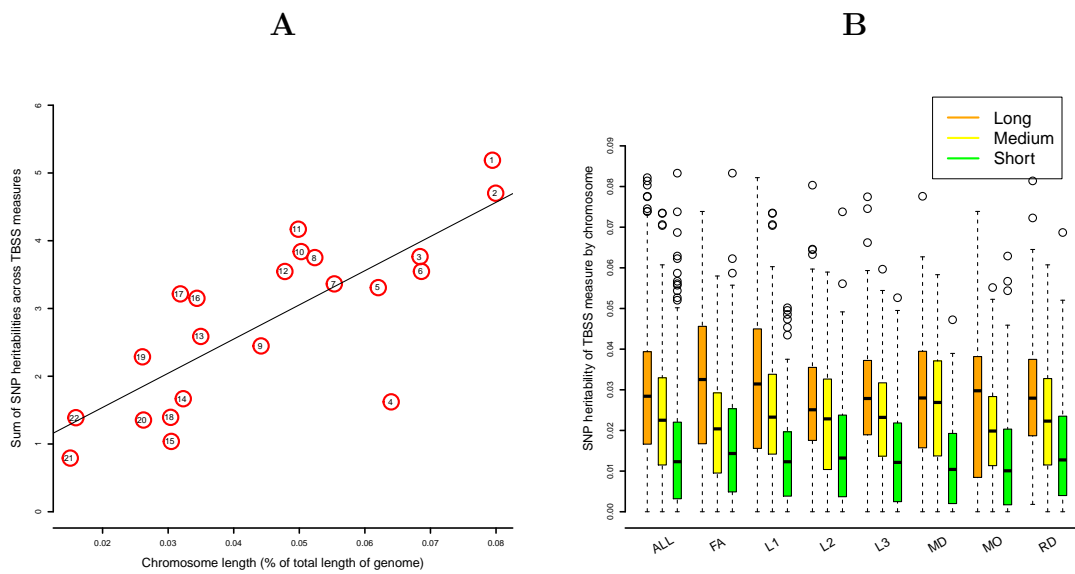 A
B
Sum of SNP heritabilities across TBSS measures
6
5
4
3
2
1
0
1
2
3
4
5
6
7
8
9
10
11
12
13
14
15
16
17
18
19
20
21
22
0.02
0.03
0.04
0.05
0.06
0.07
0.08
Chromosome length (% of total length of genome)
Long
Medium
Short
SNP heritability of TBSS measure by chromosome
0.09
0.08
0.07
0.06
0.05
0.04
0.03
0.02
0.01
0.00
ALL
FA
L1
L2
L3
MD
MO
RD